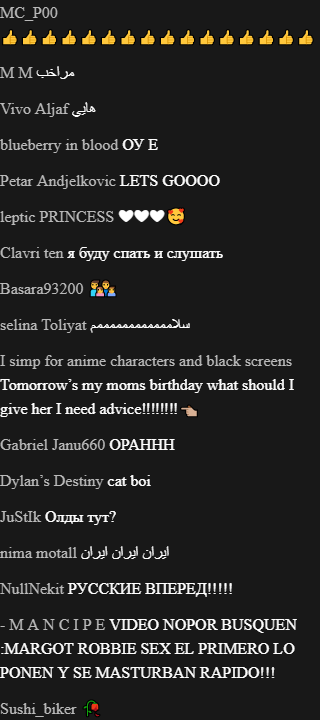 MC_P00
👍👍👍👍👍👍👍👍👍👍👍👍👍👍👍👍
M M مراخب
Vivo Aljaf هايي
blueberry in blood ОУ Е
Petar Andjelkovic LETS GOOOO
leptic PRINCESS 🤍🤍🤍🥰
Clavri ten я буду спать и слушать
Basara93200 👩‍❤️‍👨👩‍❤️‍👨
selina Toliyat سلاممممممممممممم
I simp for anime characters and black screens
Tomorrow’s my moms birthday what should I
give her I need advice!!!!!!!! 👈🏼
Gabriel Janu660 OPAHHH
Dylan’s Destiny cat boi
JuStIk Олды тут?
nima motall ایران ایران ایران
NullNekit РУССКИЕ ВПЕРЕД!!!!!
- M A N C I P E VIDEO NOPOR BUSQUEN
:MARGOT ROBBIE SEX EL PRIMERO LO
PONEN Y SE MASTURBAN RAPIDO!!!
Sushi_biker 🥀